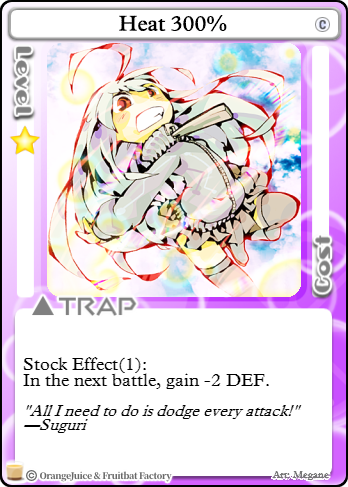 Heat 300%
C
Level
Cost
TRAP
Stock Effect(1):
In the next battle, gain -2 DEF.
"All I need to do is dodge every attack!"
—Suguri
© OrangeJuice & Fruitbat Factory
Art: Megane